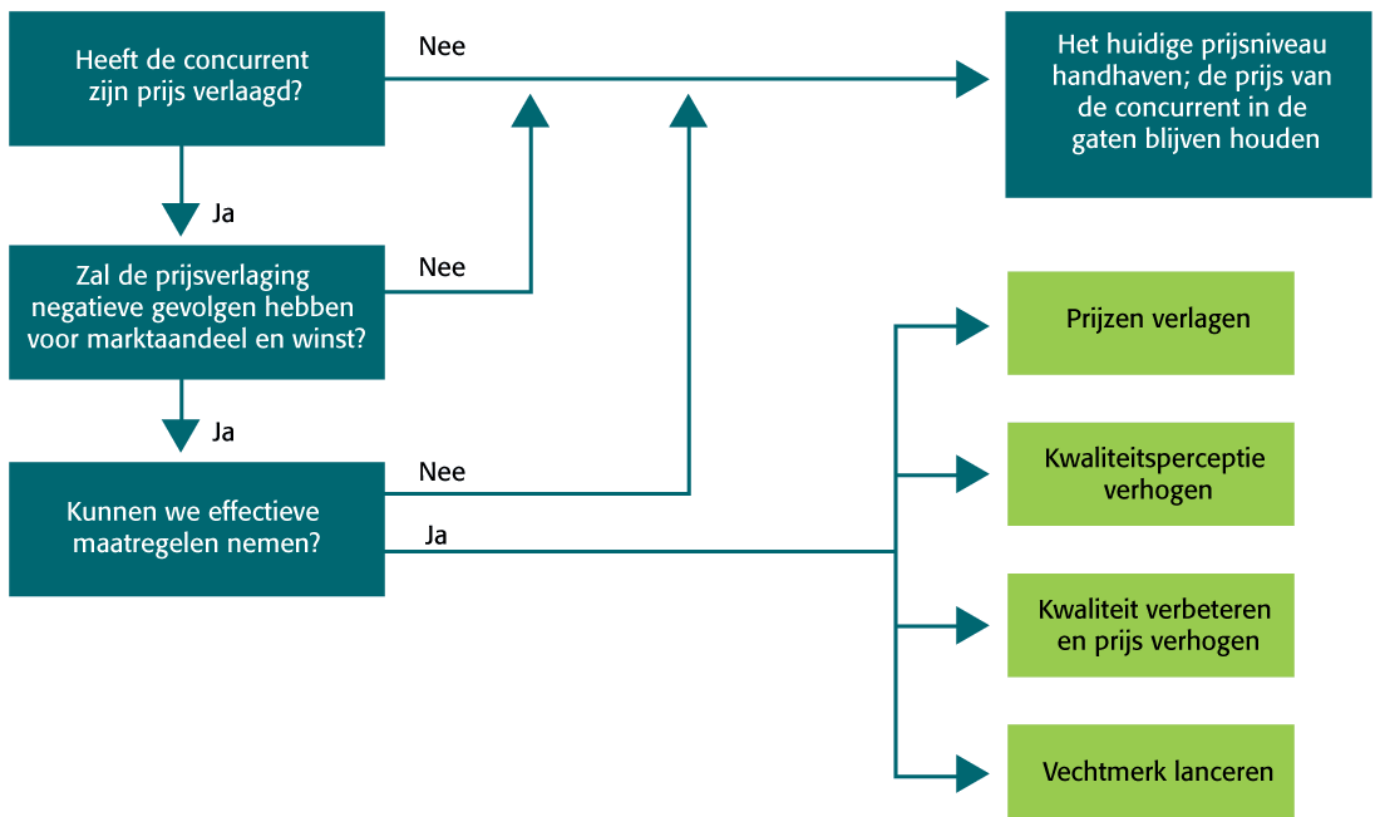 Heeft de concurrent
zijn prijs verlaagd?
Nee
Het huidige prijsniveau
handhaven; de prijs van
de concurrent in de
gaten blijven houden
Ja
Zal de prijsverlaging
negatieve gevolgen hebben
voor marktaandeel en winst?
Nee
Prijzen verlagen
Ja
Kunnen we effectieve
maatregelen nemen?
Nee
Ja
Kwaliteitsperceptie
verhogen
Kwaliteit verbeteren
en prijs verhogen
Vechtmerk lanceren